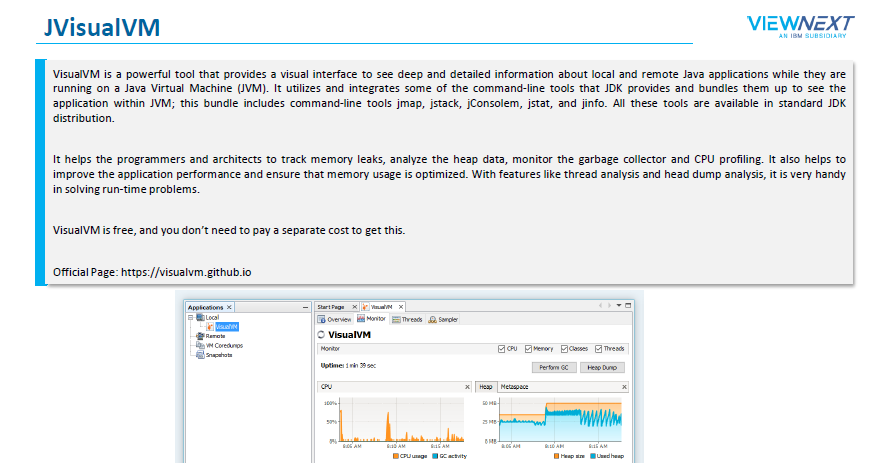 JVisualVM
VIEWNEXT
AN IBM SUBSIDIARY
VisualVM is a powerful tool that provides a visual interface to see deep and detailed information about local and remote Java applications while they are
running on a Java Virtual Machine (JVM). It utilizes and integrates some of the command-line tools that JDK provides and bundles them up to see the
application within JVM; this bundle includes command-line tools jmap, jstack, jConsolem, jstat, and jinfo. All these tools are available in standard JDK
distribution.
It helps the programmers and architects to track memory leaks, analyze the heap data, monitor the garbage collector and CPU profiling. It also helps to
improve the application performance and ensure that memory usage is optimized. With features like thread analysis and head dump analysis, it is very handy
in solving run-time problems.
VisualVM is free, and you don’t need to pay a separate cost to get this.
Official Page: https://visualvm.github.io
Applications
Local
VisualVM
Remote
VM Coredumps
Snapshots
Start Page VisualVM
Overview Monitor Threads Sampler
VisualVM
Monitor CPU Memory Classes Threads
Uptime: 1 min 39 sec
Perform GC Heap Dump
CPU
100%
50%
0%
8:05 AM 8:10 AM 8:15 AM
CPU usage GC activity
Heap Metaspace
50 MB
25 MB
0 MB
8:05 AM 8:10 AM 8:15 AM
Heap size Used heap